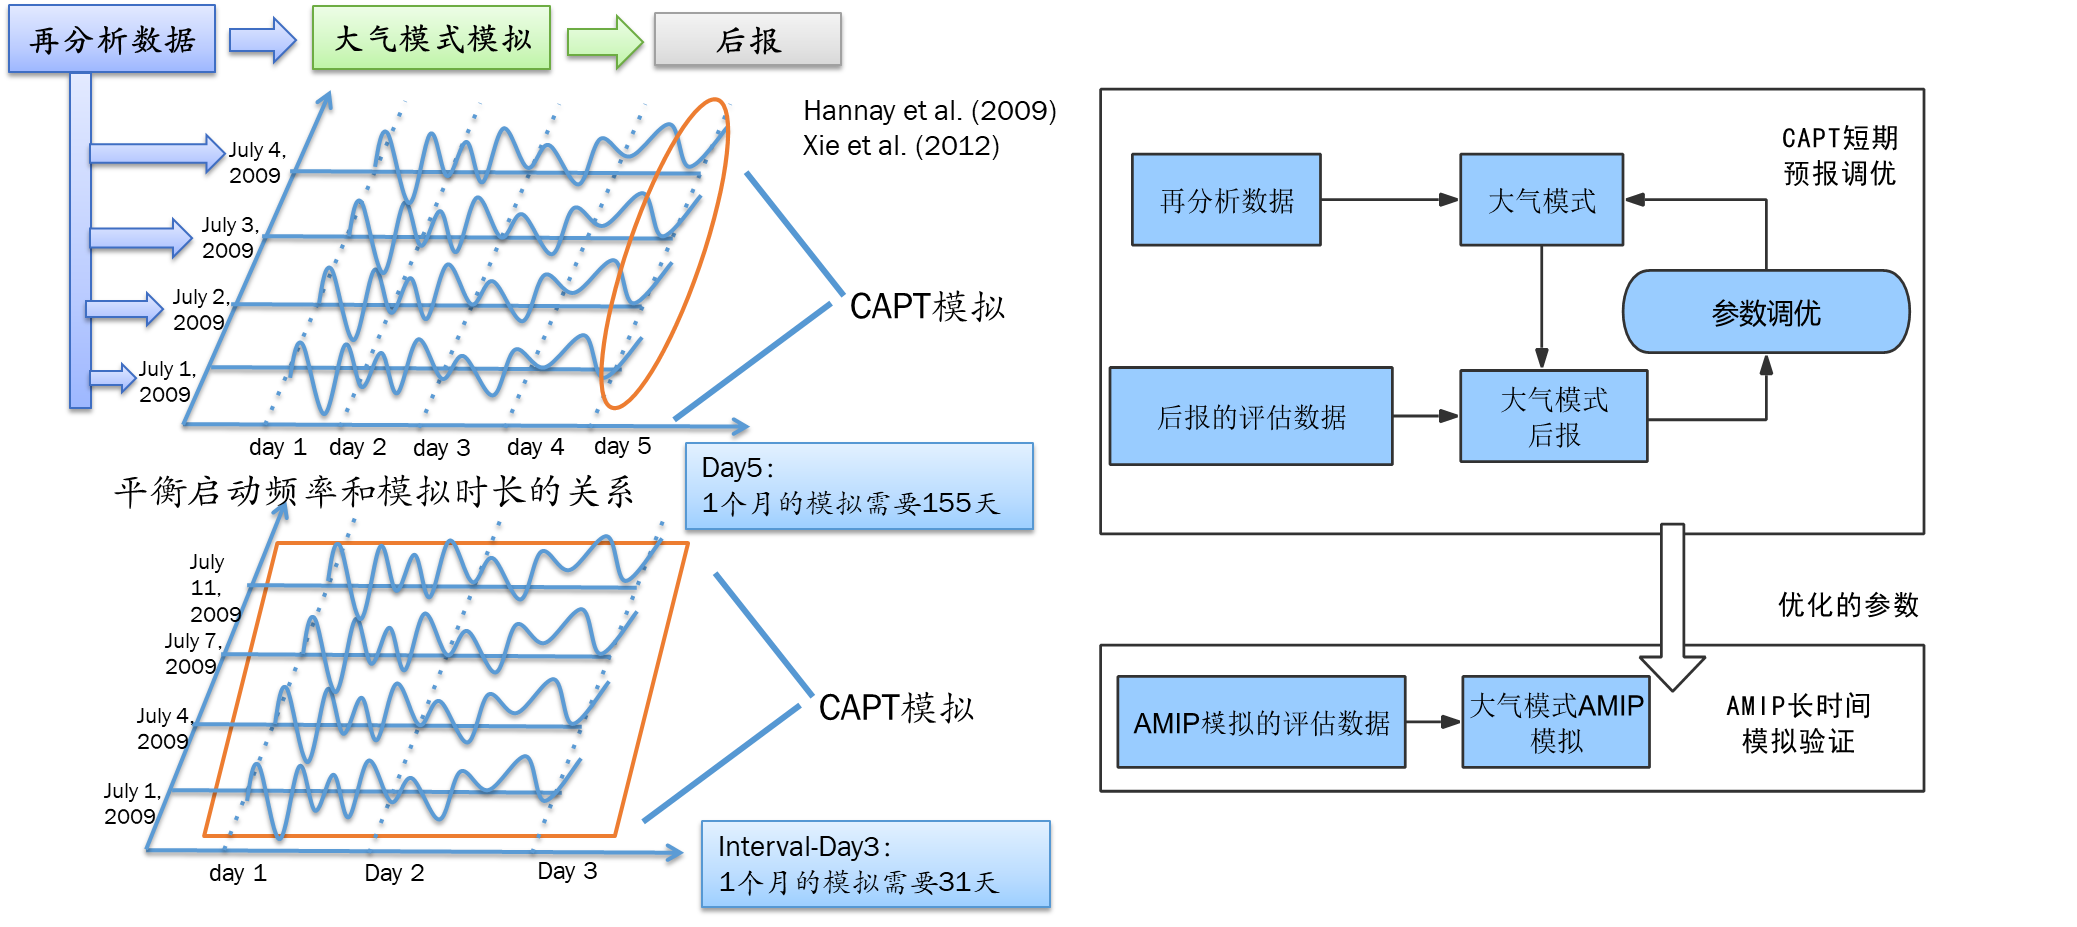 再分析数据
大气模式模拟
后报
Hannay et al. (2009)
Xie et al. (2012)
July 4,
2009
July 3,
2009
July 2,
2009
July 1,
2009
CAPT模拟
day 1
day 2
day 3
day 4
day 5
Day5:
1个月的模拟需要155天
平衡启动频率和模拟时长的关系
July
11,
2009
July 7,
2009
July 4,
2009
July 1,
2009
CAPT模拟
day 1
Day 2
Day 3
Interval-Day3:
1个月的模拟需要31天
CAPT短期
预报调优
再分析数据
大气模式
参数调优
后报的评估数据
大气模式
后报
优化的参数
AMIP模拟的评估数据
大气模式AMIP
模拟
AMIP长时间
模拟验证